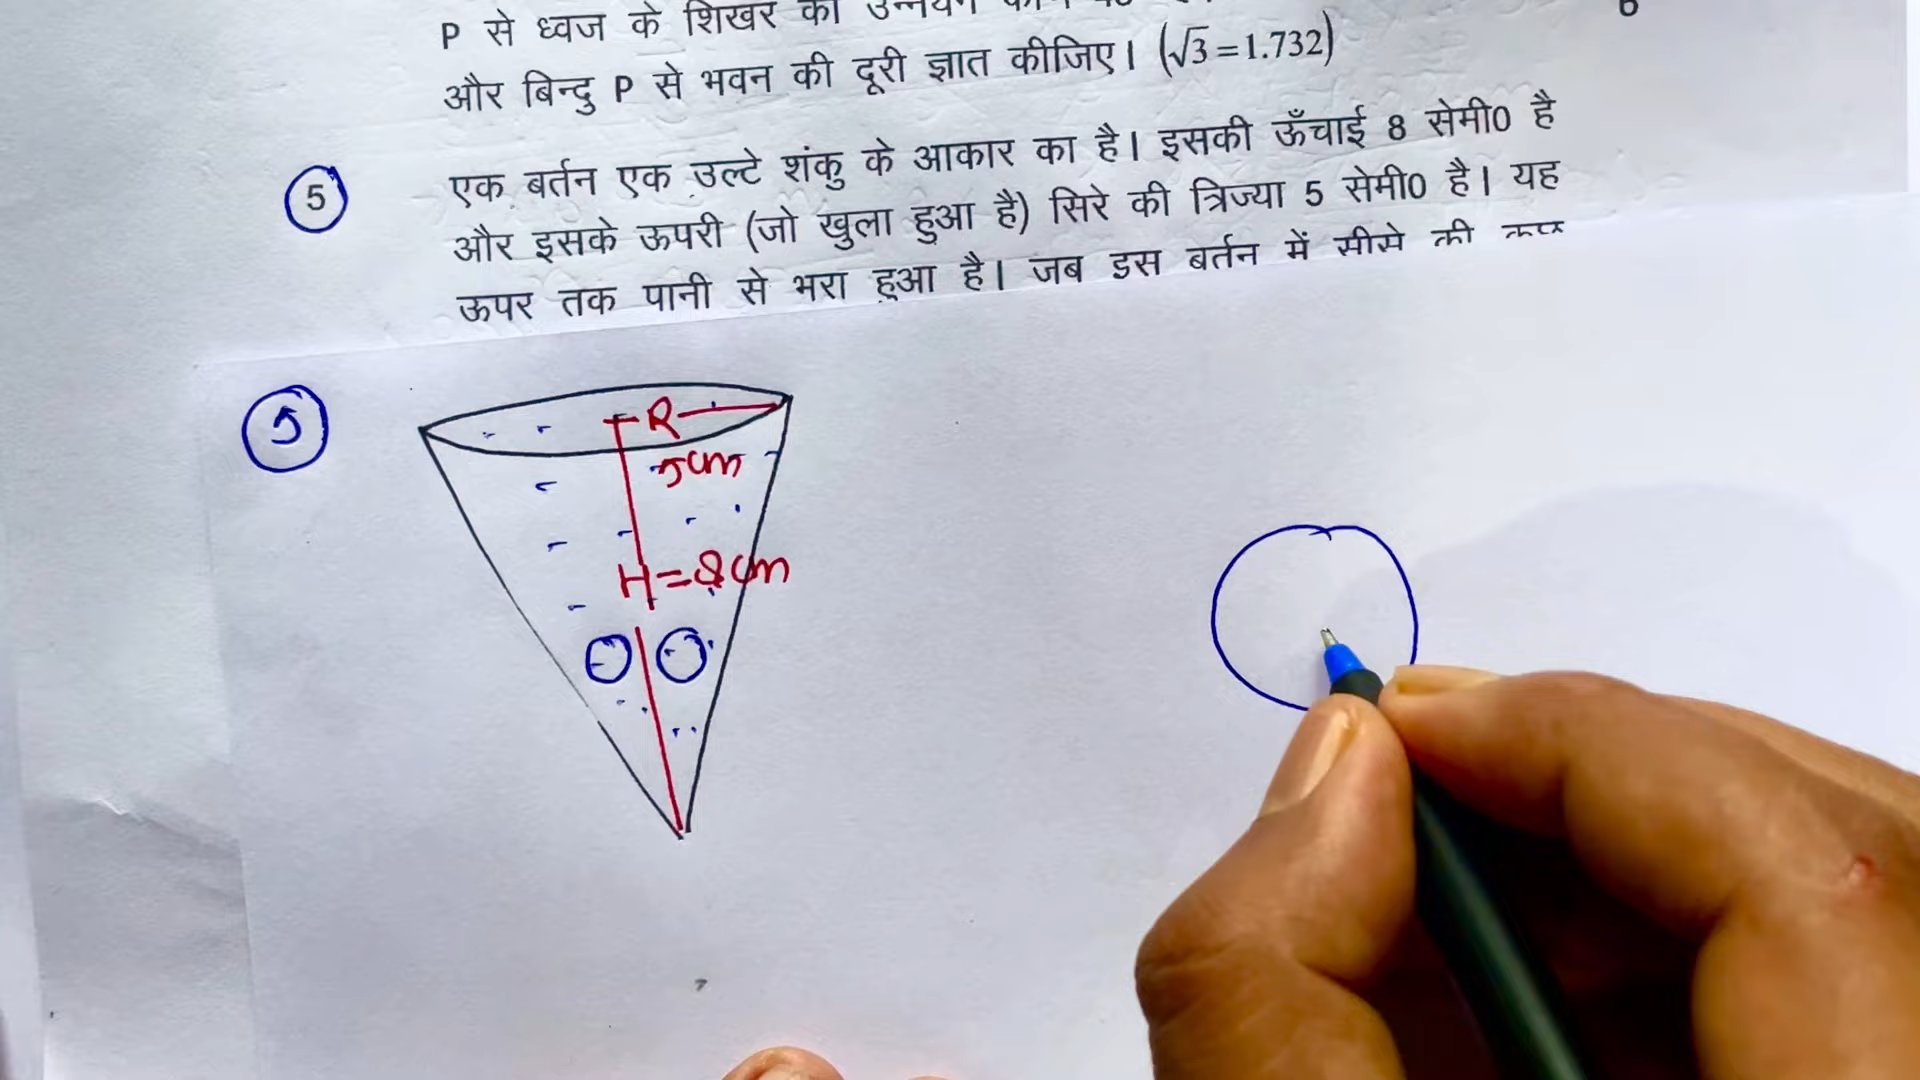 P से ध्वज के शिखर का
और बिन्दु P से भवन की दूरी ज्ञात कीजिए। (√3=1.732)
5 एक बर्तन एक उल्टे शंकु के आकार का है। इसकी ऊँचाई 8 सेमी0 है
और इसके ऊपरी (जो खुला हुआ है) सिरे की त्रिज्या 5 सेमी0 है। यह
ऊपर तक पानी से भरा हुआ है। जब इस बर्तन में सीसे की
5
R
5cm
H=8cm